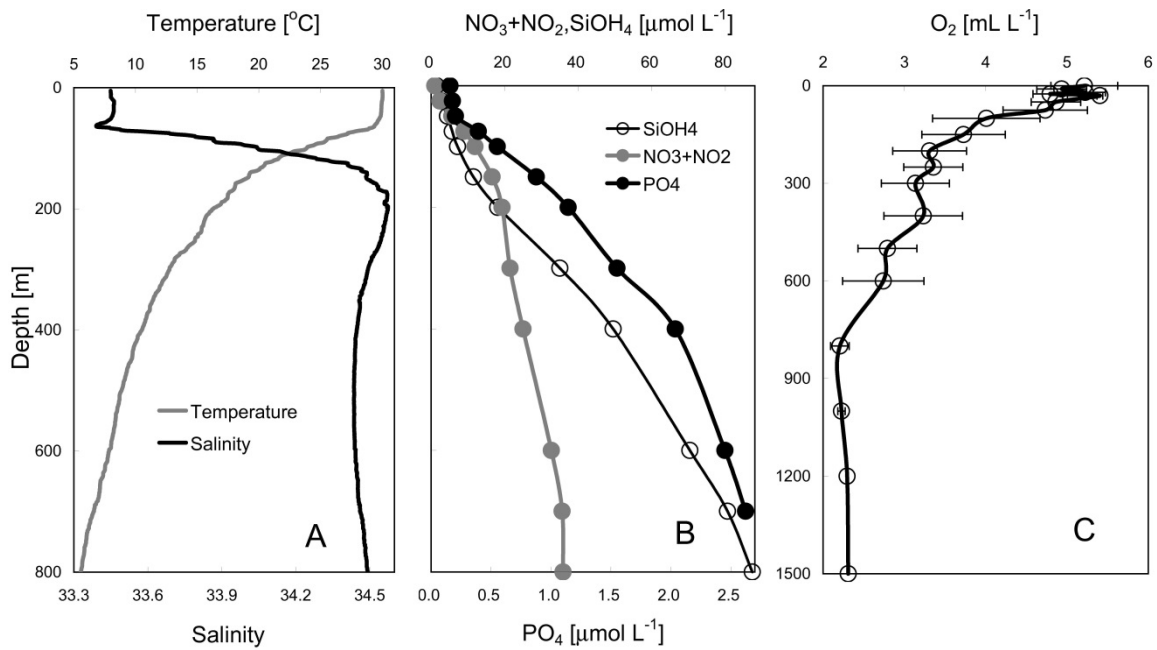 Temperature [°C]
5 10 15 20 25 30
0
200
400
600
800
Depth [m]
Temperature
Salinity
A
33.3 33.6 33.9 34.2 34.5
Salinity
NO₃+NO₂,SiOH₄ [μmol L⁻¹]
0 20 40 60 80
SiOH4
NO3+NO2
PO4
B
0.0 0.5 1.0 1.5 2.0 2.5
PO₄ [μmol L⁻¹]
O₂ [mL L⁻¹]
2 3 4 5 6
0
300
600
900
1200
1500
C